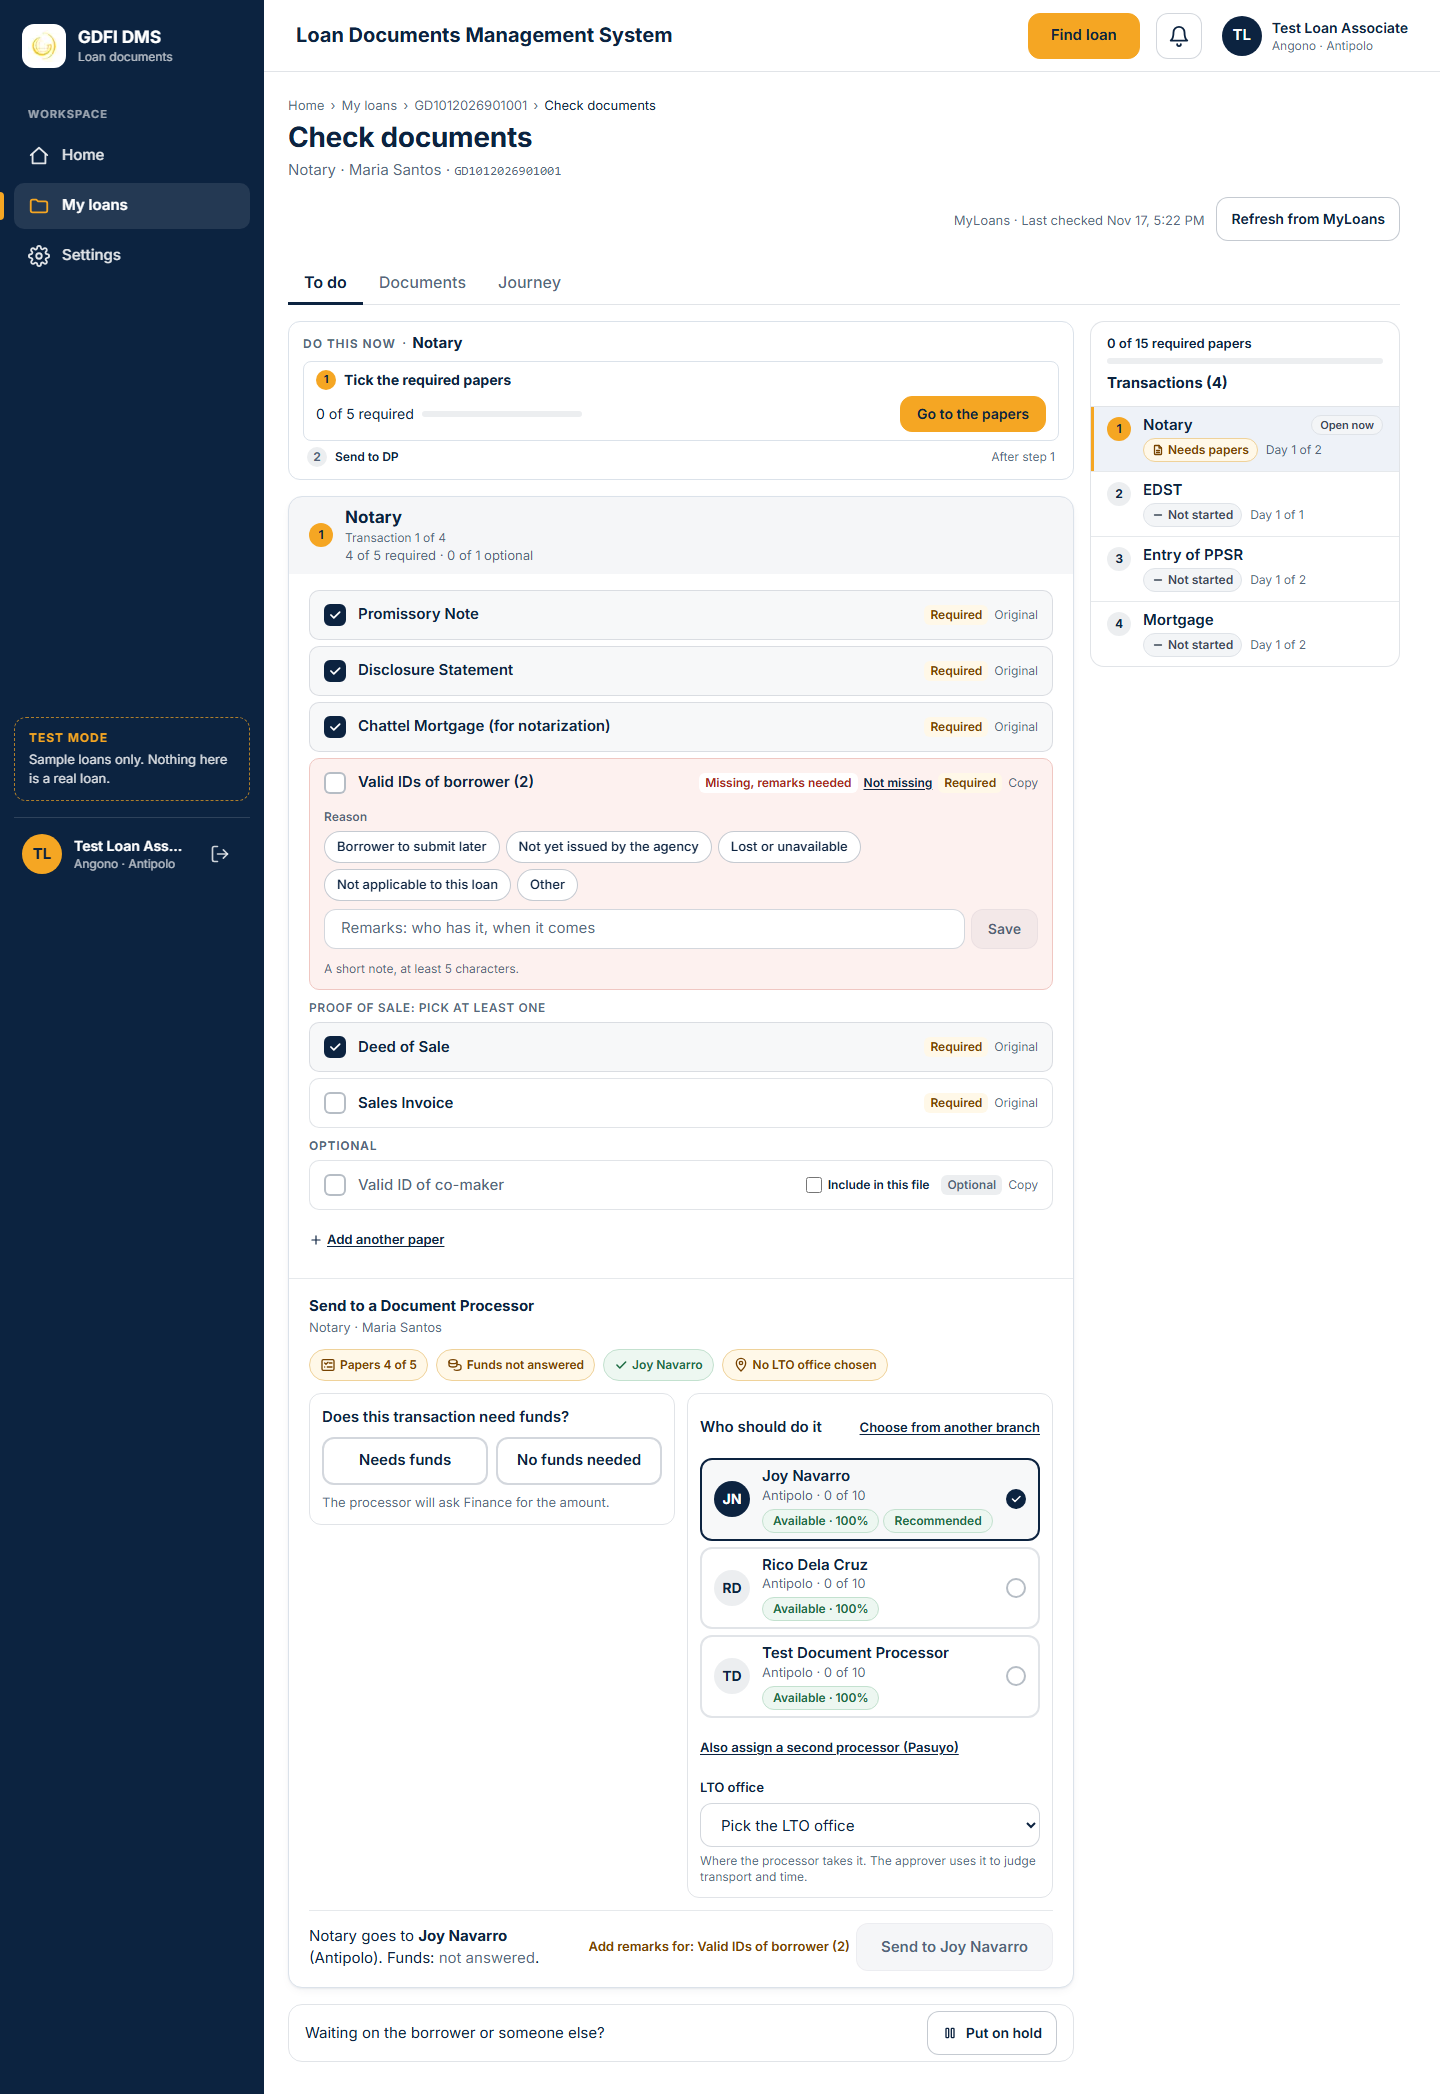 GDFI DMS
Loan documents
WORKSPACE
Home
My loans
Settings
TEST MODE
Sample loans only. Nothing here
is a real loan.
TL
Test Loan Ass...
Angono · Antipolo
Loan Documents Management System
Find loan
TL
Test Loan Associate
Angono · Antipolo
Home › My loans › GD1012026901001 › Check documents
Check documents
Notary · Maria Santos · GD1012026901001
MyLoans · Last checked Nov 17, 5:22 PM
Refresh from MyLoans
To do
Documents
Journey
DO THIS NOW · Notary
1 Tick the required papers
0 of 5 required
Go to the papers
2 Send to DP
After step 1
1
Notary
Transaction 1 of 4
4 of 5 required · 0 of 1 optional
Promissory Note Required Original
Disclosure Statement Required Original
Chattel Mortgage (for notarization) Required Original
Valid IDs of borrower (2) Missing, remarks needed Not missing Required Copy
Reason
Borrower to submit later Not yet issued by the agency Lost or unavailable
Not applicable to this loan Other
Remarks: who has it, when it comes Save
A short note, at least 5 characters.
PROOF OF SALE: PICK AT LEAST ONE
Deed of Sale Required Original
Sales Invoice Required Original
OPTIONAL
Valid ID of co-maker Include in this file Optional Copy
+ Add another paper
Send to a Document Processor
Notary · Maria Santos
Papers 4 of 5 Funds not answered Joy Navarro No LTO office chosen
Does this transaction need funds?
Needs funds No funds needed
The processor will ask Finance for the amount.
Who should do it Choose from another branch
JN
Joy Navarro
Antipolo · 0 of 10
Available · 100% Recommended
RD
Rico Dela Cruz
Antipolo · 0 of 10
Available · 100%
TD
Test Document Processor
Antipolo · 0 of 10
Available · 100%
Also assign a second processor (Pasuyo)
LTO office
Pick the LTO office
Where the processor takes it. The approver uses it to judge
transport and time.
Notary goes to Joy Navarro
(Antipolo). Funds: not answered.
Add remarks for: Valid IDs of borrower (2)
Send to Joy Navarro
Waiting on the borrower or someone else?
Put on hold
0 of 15 required papers
Transactions (4)
1 Notary Open now
Needs papers Day 1 of 2
2 EDST
– Not started Day 1 of 1
3 Entry of PPSR
– Not started Day 1 of 2
4 Mortgage
– Not started Day 1 of 2